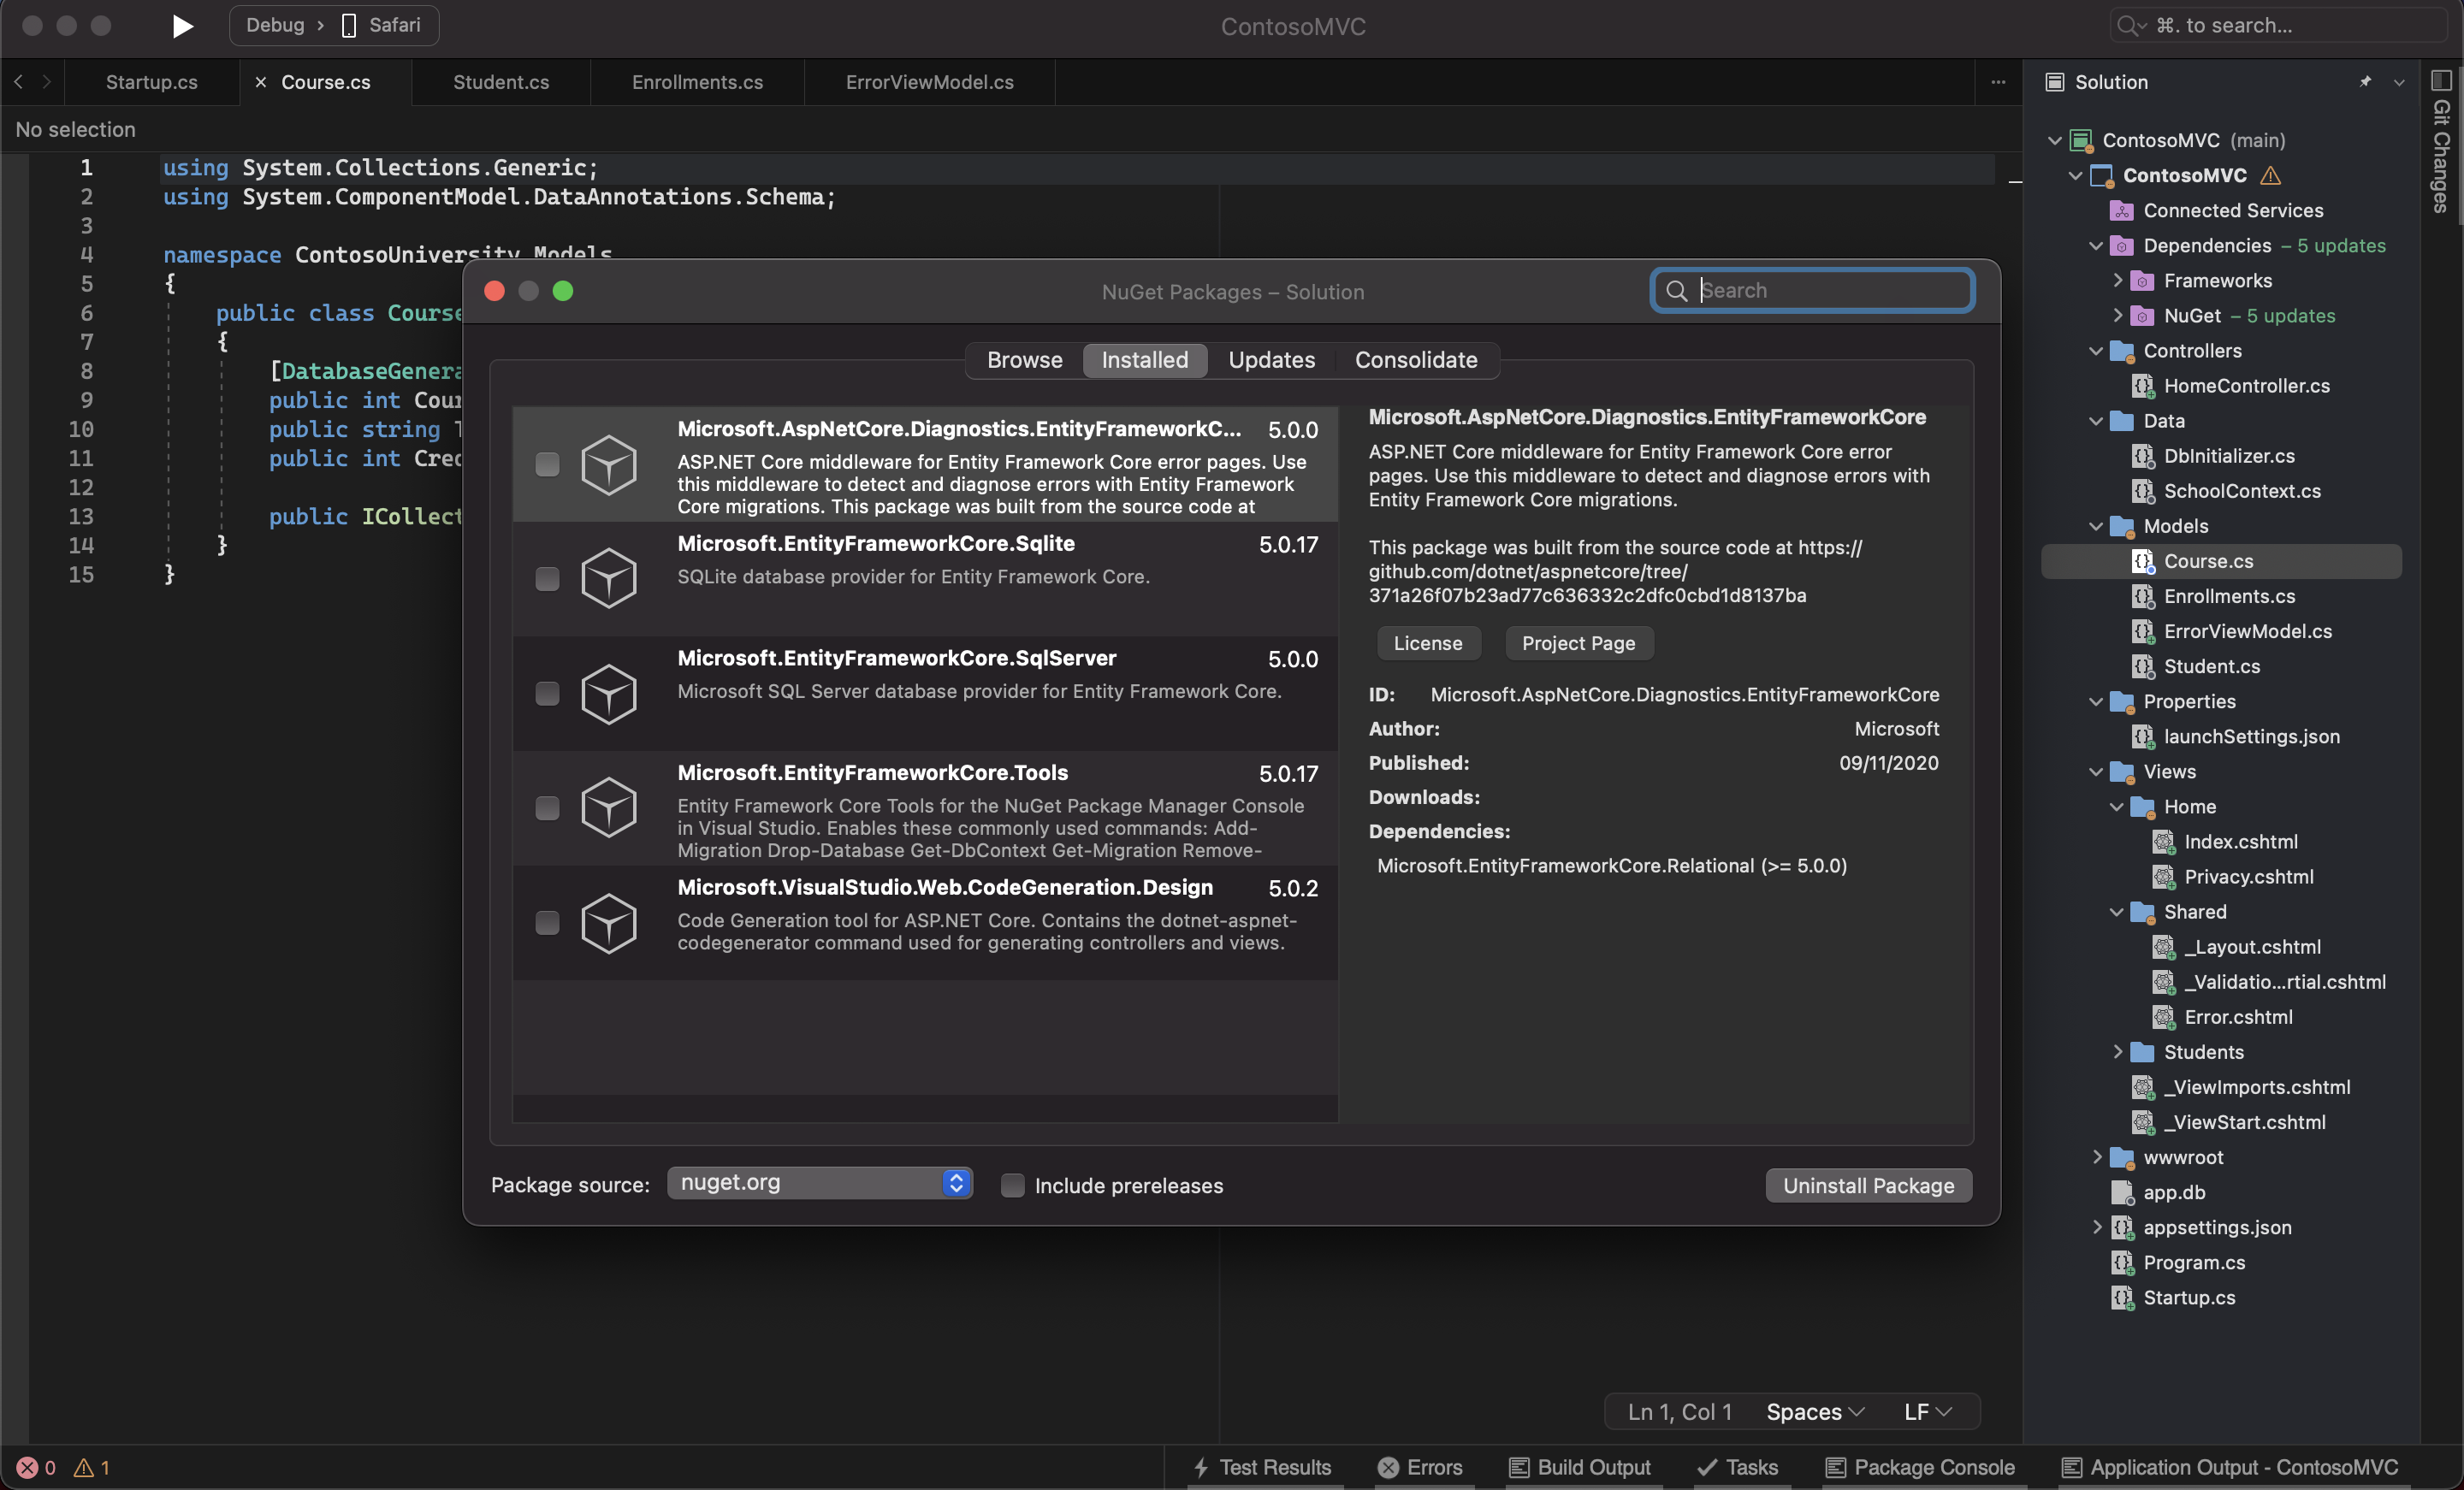 Debug › Safari
ContosoMVC
⌘. to search...
Startup.cs
Course.cs
Student.cs
Enrollments.cs
ErrorViewModel.cs
No selection
1 using System.Collections.Generic;
2 using System.ComponentModel.DataAnnotations.Schema;
3
4 namespace ContosoUniversity.Models
5 {
6 public class Course
7 {
8 [DatabaseGenera
9 public int Cour
10 public string T
11 public int Cred
12
13 public ICollect
14 }
15 }
NuGet Packages – Solution
Search
Browse
Installed
Updates
Consolidate
Microsoft.AspNetCore.Diagnostics.EntityFrameworkC... 5.0.0
ASP.NET Core middleware for Entity Framework Core error pages. Use
this middleware to detect and diagnose errors with Entity Framework
Core migrations. This package was built from the source code at
Microsoft.EntityFrameworkCore.Sqlite 5.0.17
SQLite database provider for Entity Framework Core.
Microsoft.EntityFrameworkCore.SqlServer 5.0.0
Microsoft SQL Server database provider for Entity Framework Core.
Microsoft.EntityFrameworkCore.Tools 5.0.17
Entity Framework Core Tools for the NuGet Package Manager Console
in Visual Studio. Enables these commonly used commands: Add-
Migration Drop-Database Get-DbContext Get-Migration Remove-
Microsoft.VisualStudio.Web.CodeGeneration.Design 5.0.2
Code Generation tool for ASP.NET Core. Contains the dotnet-aspnet-
codegenerator command used for generating controllers and views.
Microsoft.AspNetCore.Diagnostics.EntityFrameworkCore
ASP.NET Core middleware for Entity Framework Core error
pages. Use this middleware to detect and diagnose errors with
Entity Framework Core migrations.
This package was built from the source code at https://
github.com/dotnet/aspnetcore/tree/
371a26f07b23ad77c636332c2dfc0cbd1d8137ba
License
Project Page
ID: Microsoft.AspNetCore.Diagnostics.EntityFrameworkCore
Author: Microsoft
Published: 09/11/2020
Downloads:
Dependencies:
Microsoft.EntityFrameworkCore.Relational (>= 5.0.0)
Package source: nuget.org
Include prereleases
Uninstall Package
Solution
ContosoMVC (main)
ContosoMVC
Connected Services
Dependencies – 5 updates
Frameworks
NuGet – 5 updates
Controllers
HomeController.cs
Data
DbInitializer.cs
SchoolContext.cs
Models
Course.cs
Enrollments.cs
ErrorViewModel.cs
Student.cs
Properties
launchSettings.json
Views
Home
Index.cshtml
Privacy.cshtml
Shared
_Layout.cshtml
_Validatio...rtial.cshtml
Error.cshtml
Students
_ViewImports.cshtml
_ViewStart.cshtml
wwwroot
app.db
appsettings.json
Program.cs
Startup.cs
Git Changes
Ln 1, Col 1
Spaces
LF
0
1
Test Results
Errors
Build Output
Tasks
Package Console
Application Output - ContosoMVC